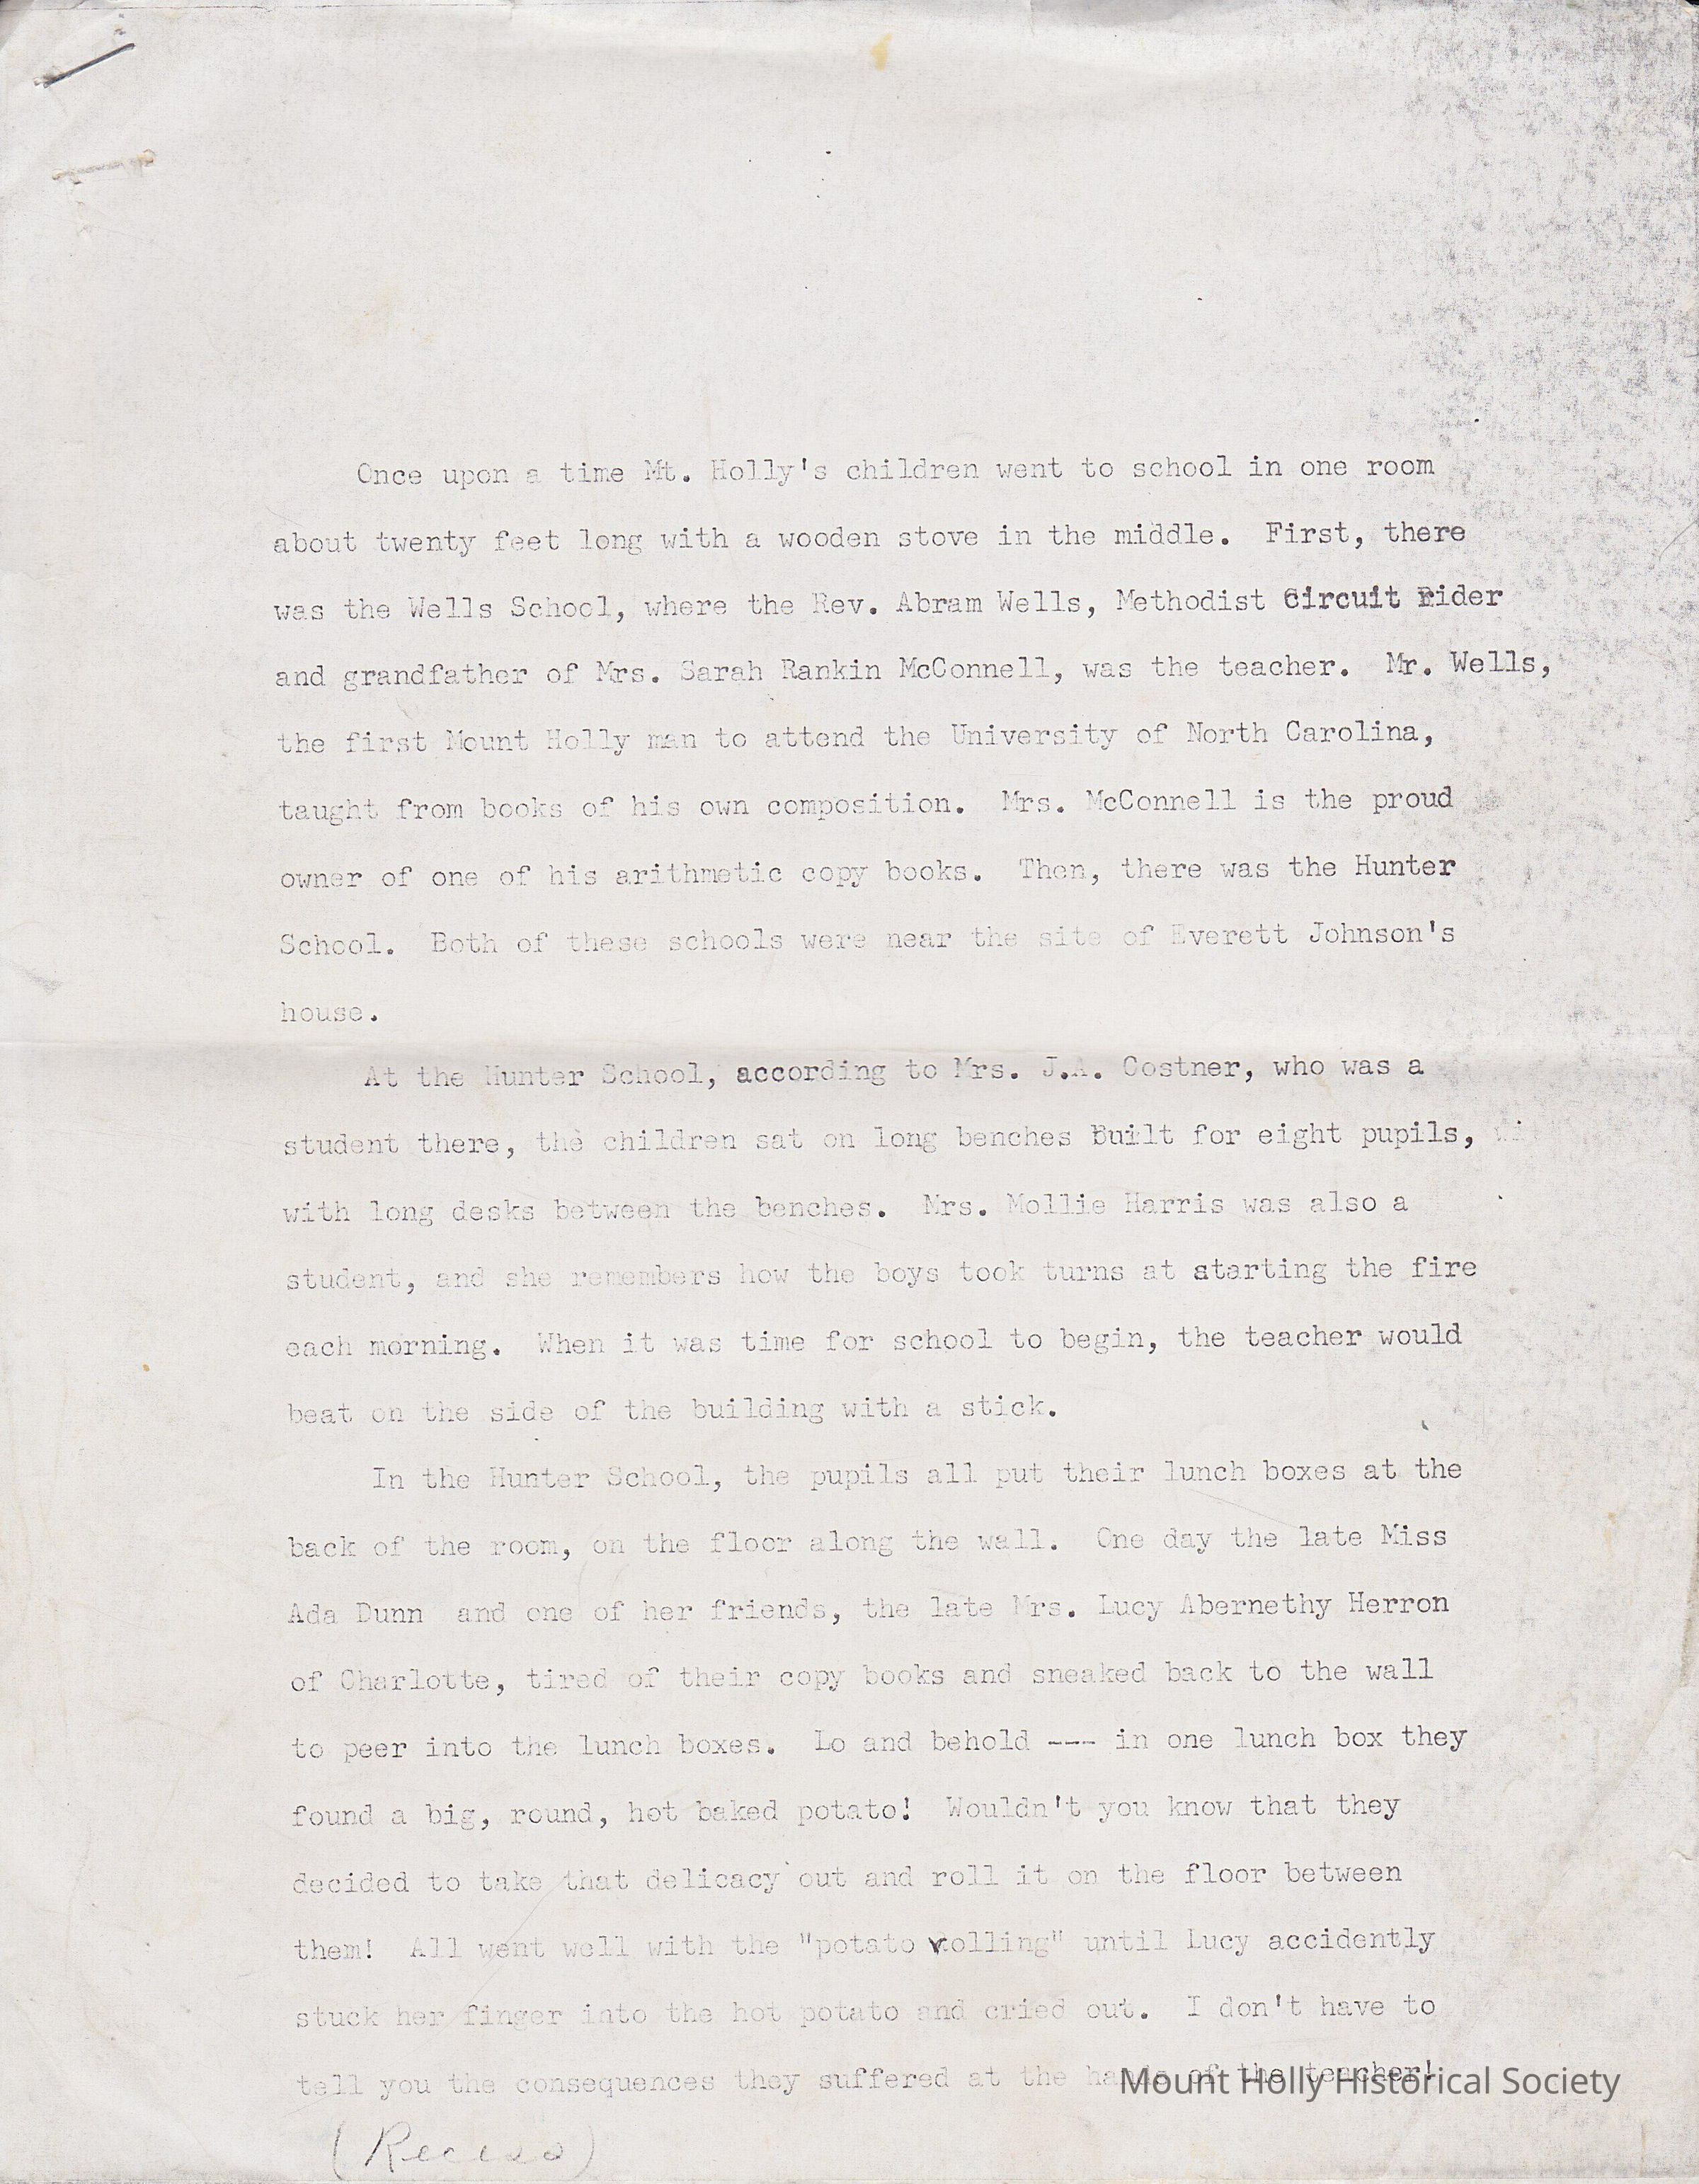 Once upon a time Mt. Holly's children went to school in one room
about twenty feet long with a wooden stove in the middle.  First, there
was the Wells School, where the Rev. Abram Wells, Methodist Circuit Rider
and grandfather of Mrs. Sarah Rankin McConnell, was the teacher.  Mr. Wells,
the first Mount Holly man to attend the University of North Carolina,
taught from books of his own composition.  Mrs. McConnell is the proud
owner of one of his arithmetic copy books.  Then, there was the Hunter
School.  Both of these schools were near the site of Everett Johnson's
house.
At the Hunter School, according to Mrs. J.A. Costner, who was a
student there, the children sat on long benches Built for eight pupils, wi
with long desks between the benches.  Mrs. Mollie Harris was also a
student, and she remembers how the boys took turns at starting the fire
each morning.  When it was time for school to begin, the teacher would
beat on the side of the building with a stick.
In the Hunter School, the pupils all put their lunch boxes at the
back of the room, on the floor along the wall.  One day the late Miss
Ada Dunn  and one of her friends, the late Mrs. Lucy Abernethy Herron
of Charlotte, tired of their copy books and sneaked back to the wall
to peer into the lunch boxes.  Lo and behold --- in one lunch box they
found a big, round, hot baked potato!  Wouldn't you know that they
decided to take that delicacy out and roll it on the floor between
them!  All went well with the "potato rolling" until Lucy accidently
stuck her finger into the hot potato and cried out.  I don't have to
tell you the consequences they suffered at the hands of the teacher!
Mount Holly Historical Society
(Recess)